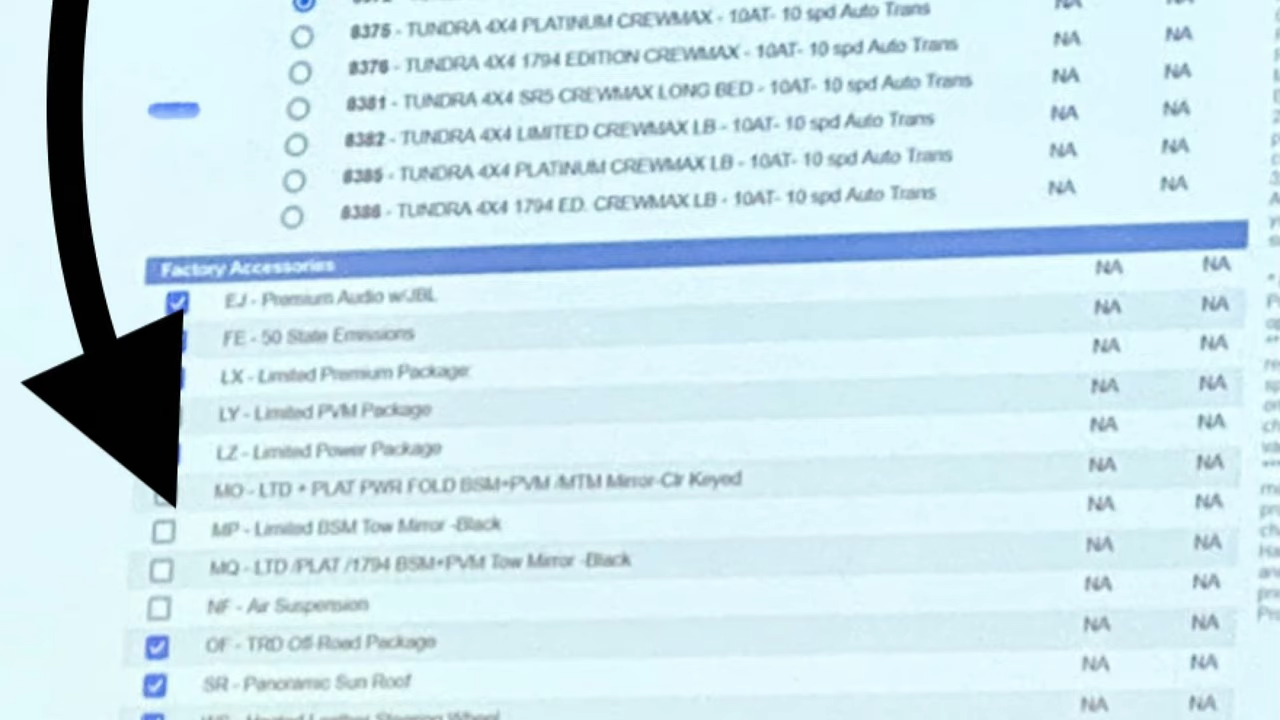 8375 - TUNDRA 4X4 PLATINUM CREWMAX - 10AT- 10 spd Auto Trans NA NA
8376 - TUNDRA 4X4 1794 EDITION CREWMAX - 10AT- 10 spd Auto Trans NA NA
8381 - TUNDRA 4X4 SR5 CREWMAX LONG BED - 10AT- 10 spd Auto Trans NA NA
8382 - TUNDRA 4X4 LIMITED CREWMAX LB - 10AT- 10 spd Auto Trans NA NA
8385 - TUNDRA 4X4 PLATINUM CREWMAX LB - 10AT- 10 spd Auto Trans NA NA
8386 - TUNDRA 4X4 1794 ED. CREWMAX LB - 10AT- 10 spd Auto Trans NA NA
Factory Accessories
EJ - Premium Audio w/JBL NA NA
FE - 50 State Emissions NA NA
LX - Limited Premium Package NA NA
LY - Limited PVM Package NA NA
LZ - Limited Power Package NA NA
MO - LTD + PLAT PWR FOLD BSM+PVM /MTM Mirror-Clr Keyed NA NA
MP - Limited BSM Tow Mirror -Black NA NA
MQ - LTD /PLAT /1794 BSM+PVM Tow Mirror -Black NA NA
NF - Air Suspension NA NA
OF - TRD Off-Road Package NA NA
SR - Panoramic Sun Roof NA NA
Heated Leather Steering Wheel NA NA